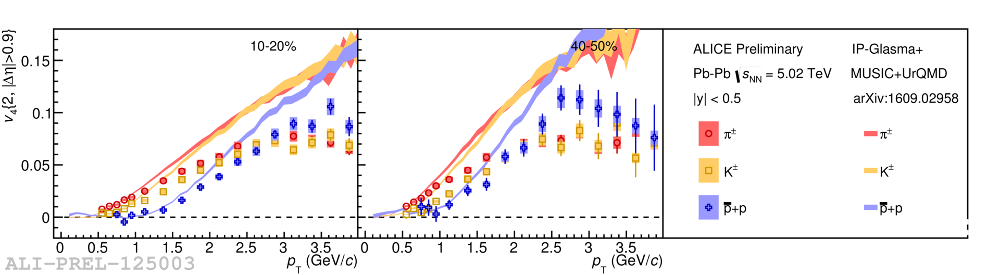 v4{2, |Δη|>0.9}
0.15
0.1
0.05
0
10-20%
40-50%
0 0.5 1 1.5 2 2.5 3 3.5
0 0.5 1 1.5 2 2.5 3 3.5
pT (GeV/c)
pT (GeV/c)
ALICE Preliminary
Pb-Pb √sNN = 5.02 TeV
|y| < 0.5
π±
K±
p̅+p
IP-Glasma+
MUSIC+UrQMD
arXiv:1609.02958
π±
K±
p̅+p
ALI-PREL-125003